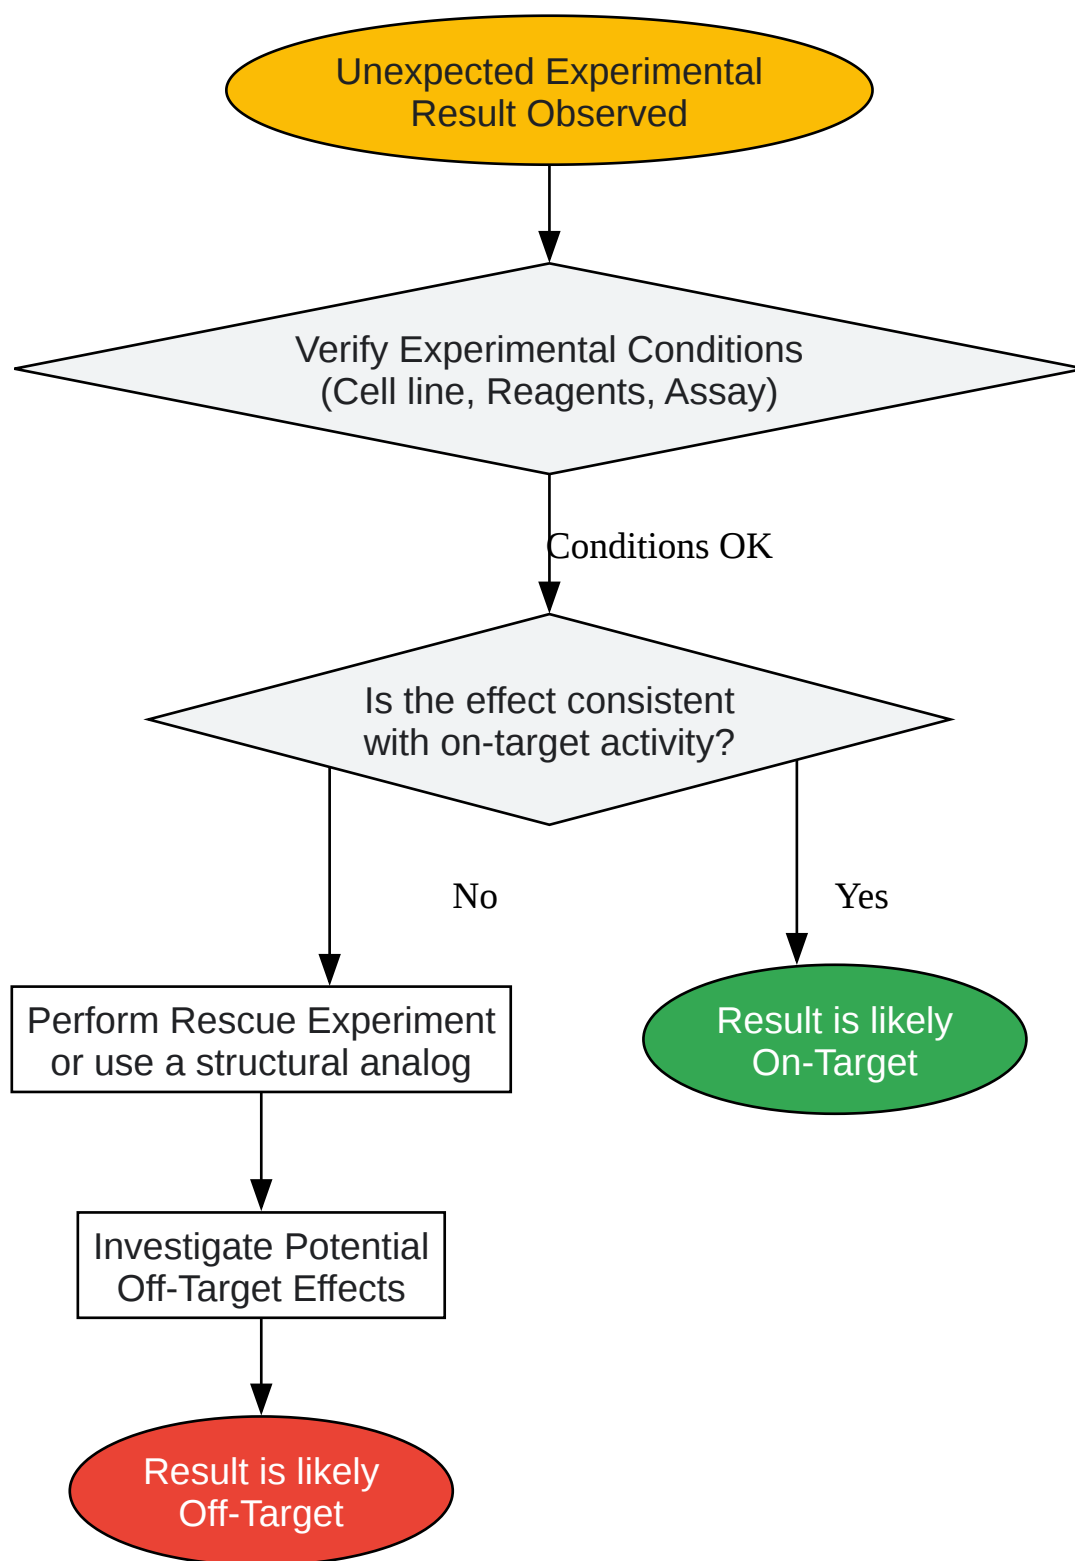 Unexpected Experimental
Result Observed
Verify Experimental Conditions
(Cell line, Reagents, Assay)
Conditions OK
Is the effect consistent
with on-target activity?
No
Yes
Perform Rescue Experiment
or use a structural analog
Result is likely
On-Target
Investigate Potential
Off-Target Effects
Result is likely
Off-Target